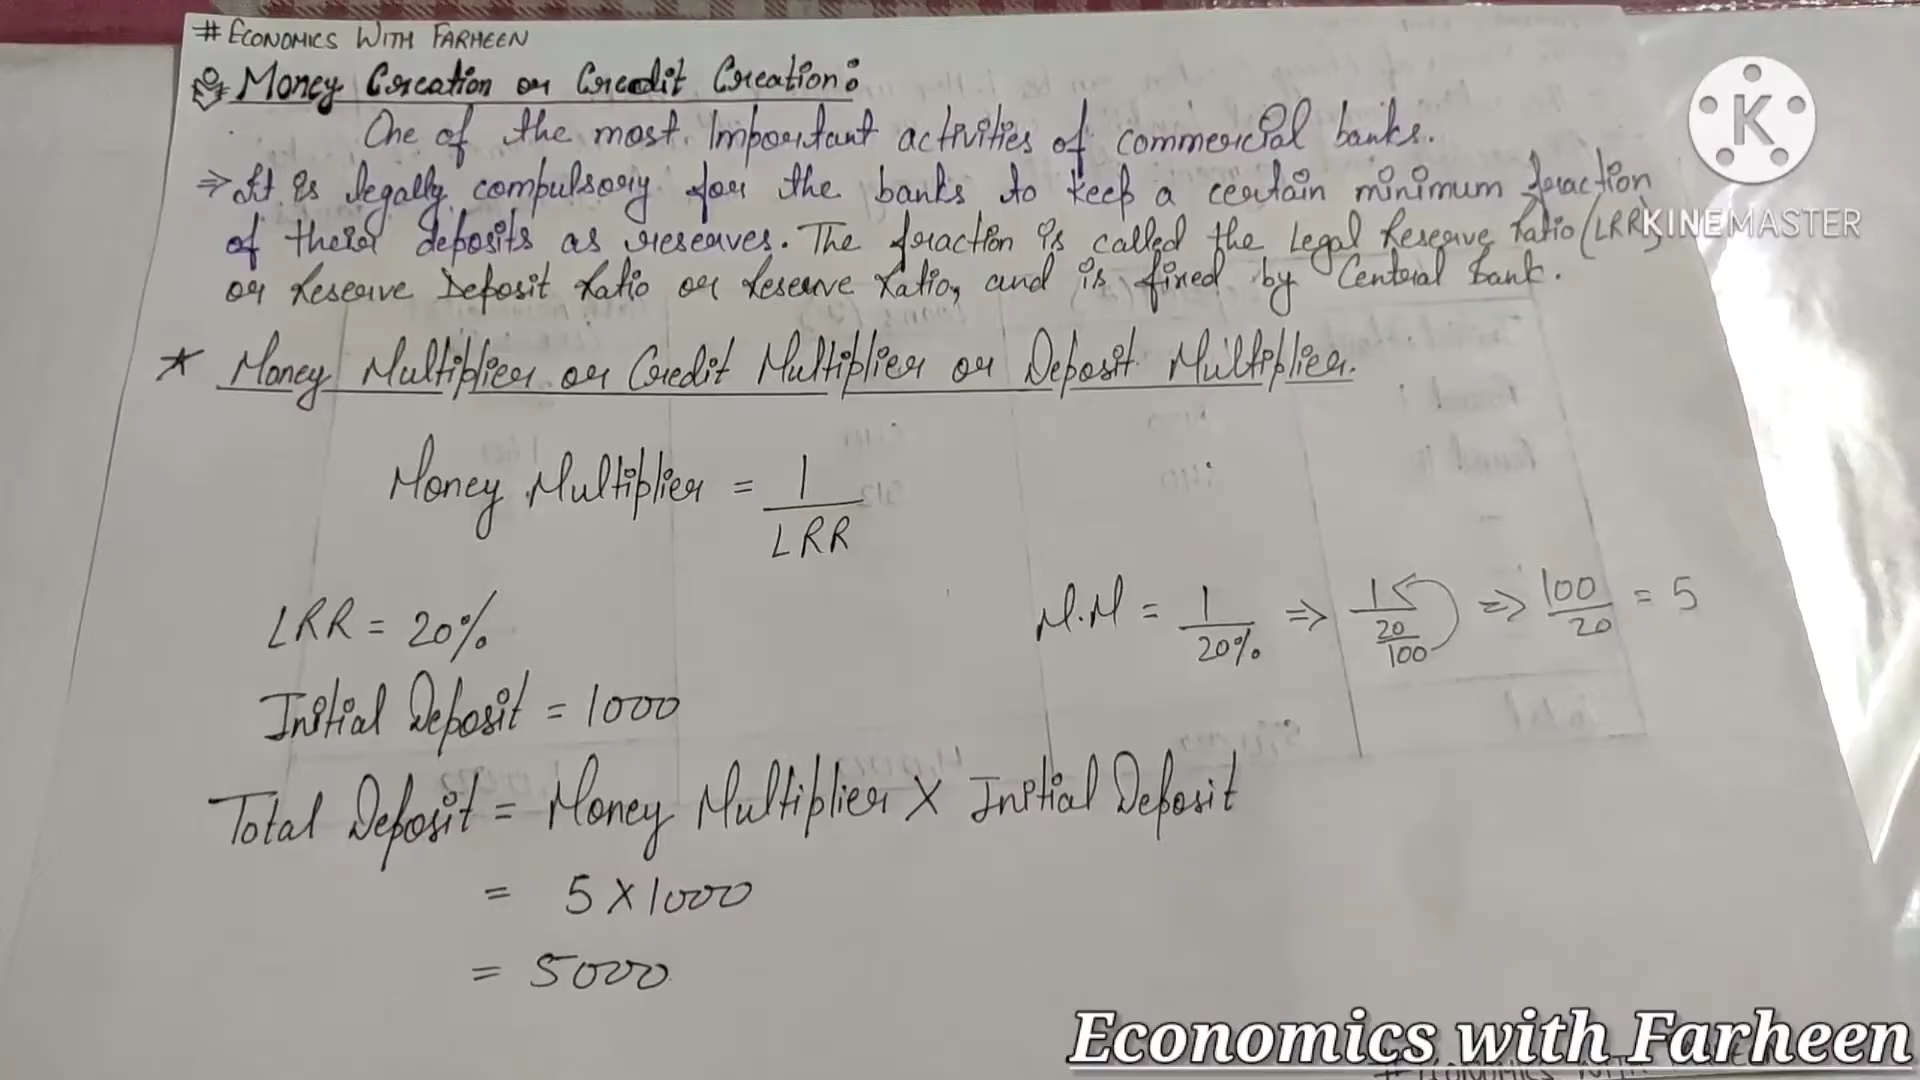 # ECONOMICS WITH FARHEEN
Money Creation or Credit Creation:
One of the most Important activities of commercial banks.
⇒ It is legally compulsory for the banks to keep a certain minimum fraction
of their deposits as reserves. The fraction is called the Legal Reserve Ratio (LRR),
or Reserve Deposit Ratio or Reserve Ratio, and is fixed by Central Bank.
K
KINEMASTER
★ Money Multiplier or Credit Multiplier or Deposit Multiplier.
Money Multiplier = 1/LRR
LRR = 20%
M.M = 1/20% ⇒ 1/(20/100) ⇒ 100/20 = 5
Initial Deposit = 1000
Total Deposit = Money Multiplier X Initial Deposit
= 5 X 1000
= 5000
Economics with Farheen